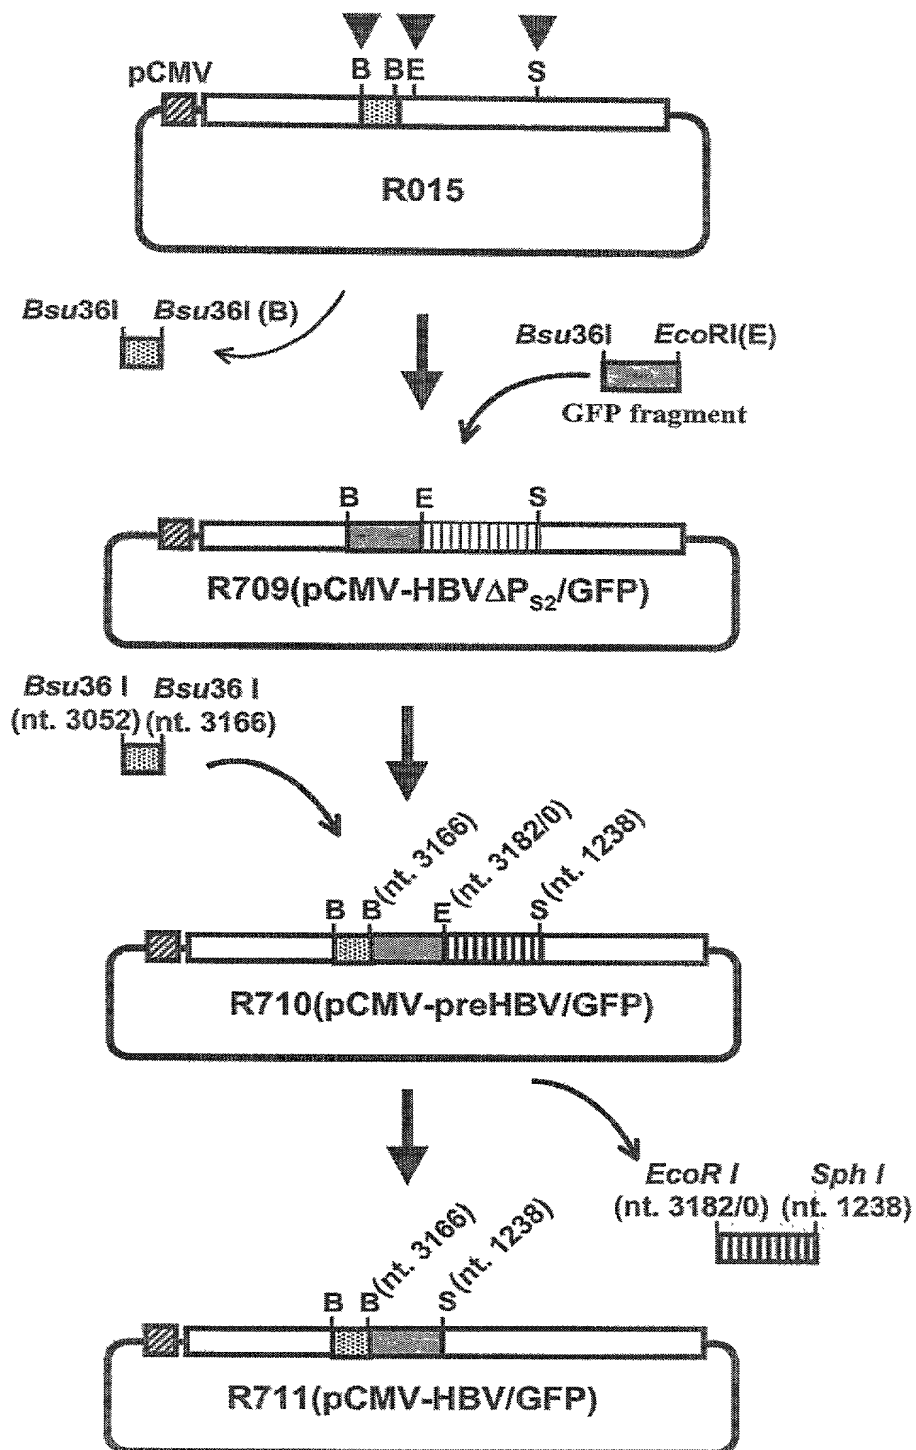 pCMV
B B E S
R015
Bsu36I Bsu36I (B)
Bsu36I EcoRI(E)
GFP fragment
B E S
R709(pCMV-HBVΔPS2/GFP)
Bsu36 I Bsu36 I
(nt. 3052) (nt. 3166)
B B(nt. 3166) E(nt. 3182/0) S(nt. 1238)
R710(pCMV-preHBV/GFP)
EcoR I Sph I
(nt. 3182/0) (nt. 1238)
B B(nt. 3166) S(nt. 1238)
R711(pCMV-HBV/GFP)